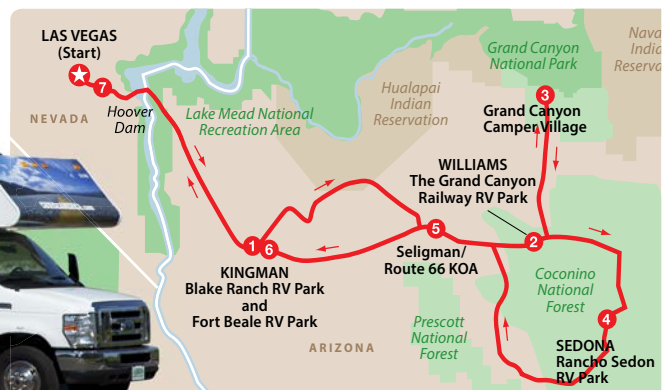 LAS VEGAS
(Start)
7
NEVADA
Hoover
Dam
Lake Mead National
Recreation Area
Hualapai
Indian
Reservation
Grand Canyon
National Park
3
Grand Canyon
Camper Village
WILLIAMS
The Grand Canyon
Railway RV Park
1
6
5
2
KINGMAN
Blake Ranch RV Park
and
Fort Beale RV Park
Seligman/
Route 66 KOA
Coconino
National
Forest
Prescott
National
Forest
ARIZONA
4
SEDONA
Rancho Sedon
RV Park